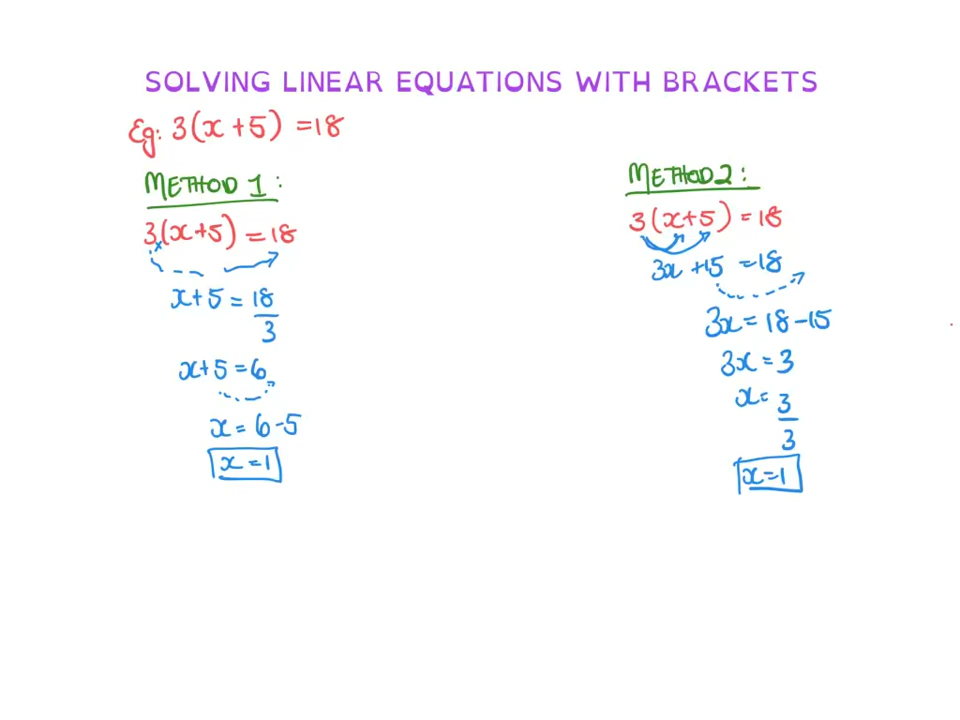 SOLVING LINEAR EQUATIONS WITH BRACKETS
Eg: 3(x+5) =18
METHOD 1:
3(x+5) =18
x+5 = 18/3
x+5 =6
x= 6-5
x=1
METHOD 2:
3(x+5) =18
3x +15 =18
3x= 18-15
3x = 3
x= 3/3
x=1